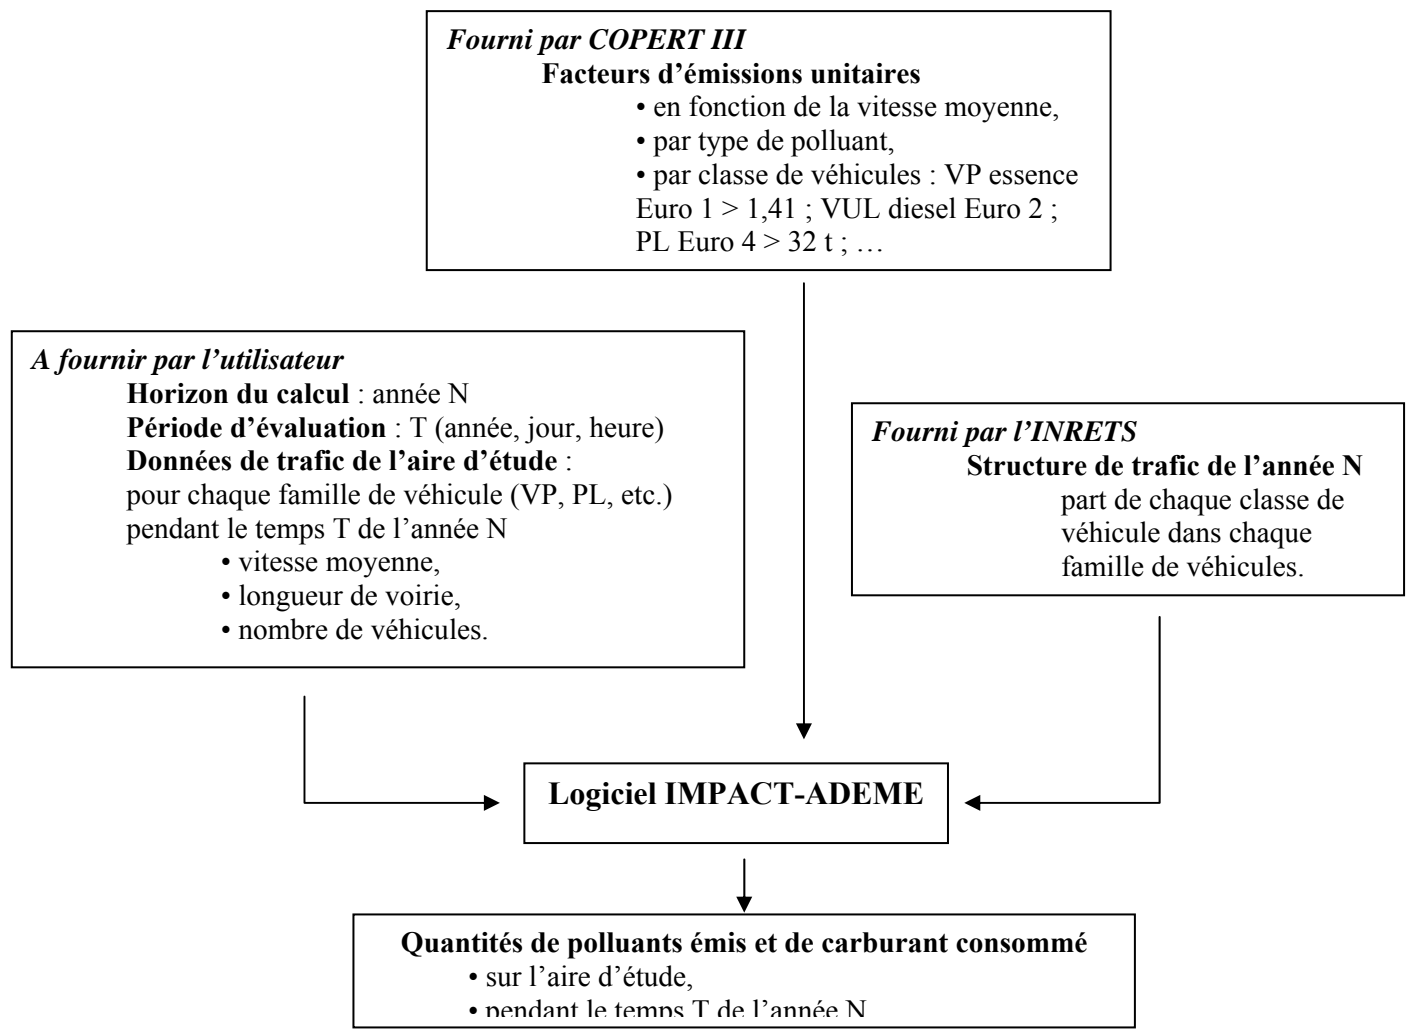 Fourni par COPERT III
Facteurs d’émissions unitaires
• en fonction de la vitesse moyenne,
• par type de polluant,
• par classe de véhicules : VP essence
Euro 1 > 1,41 ; VUL diesel Euro 2 ;
PL Euro 4 > 32 t ; …
A fournir par l’utilisateur
Horizon du calcul : année N
Période d’évaluation : T (année, jour, heure)
Données de trafic de l’aire d’étude :
pour chaque famille de véhicule (VP, PL, etc.)
pendant le temps T de l’année N
• vitesse moyenne,
• longueur de voirie,
• nombre de véhicules.
Fourni par l’INRETS
Structure de trafic de l’année N
part de chaque classe de
véhicule dans chaque
famille de véhicules.
Logiciel IMPACT-ADEME
Quantités de polluants émis et de carburant consommé
• sur l’aire d’étude,
• pendant le temps T de l’année N